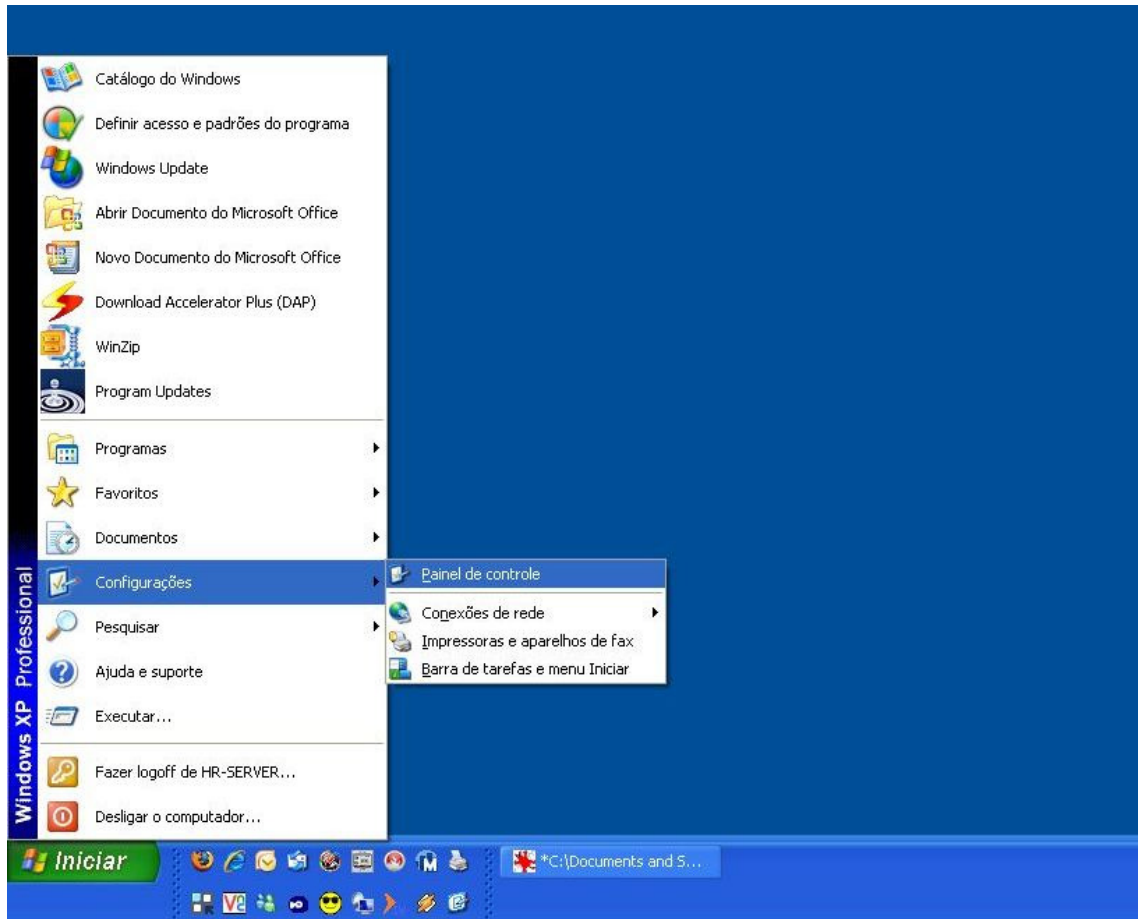 Catálogo do Windows
Definir acesso e padrões do programa
Windows Update
Abrir Documento do Microsoft Office
Novo Documento do Microsoft Office
Download Accelerator Plus (DAP)
WinZip
Program Updates
Programas
Favoritos
Documentos
Configurações
Pesquisar
Ajuda e suporte
Executar...
Fazer logoff de HR-SERVER...
Desligar o computador...
Windows XP Professional
Painel de controle
Conexões de rede
Impressoras e aparelhos de fax
Barra de tarefas e menu Iniciar
Iniciar
*C:\Documents and S...